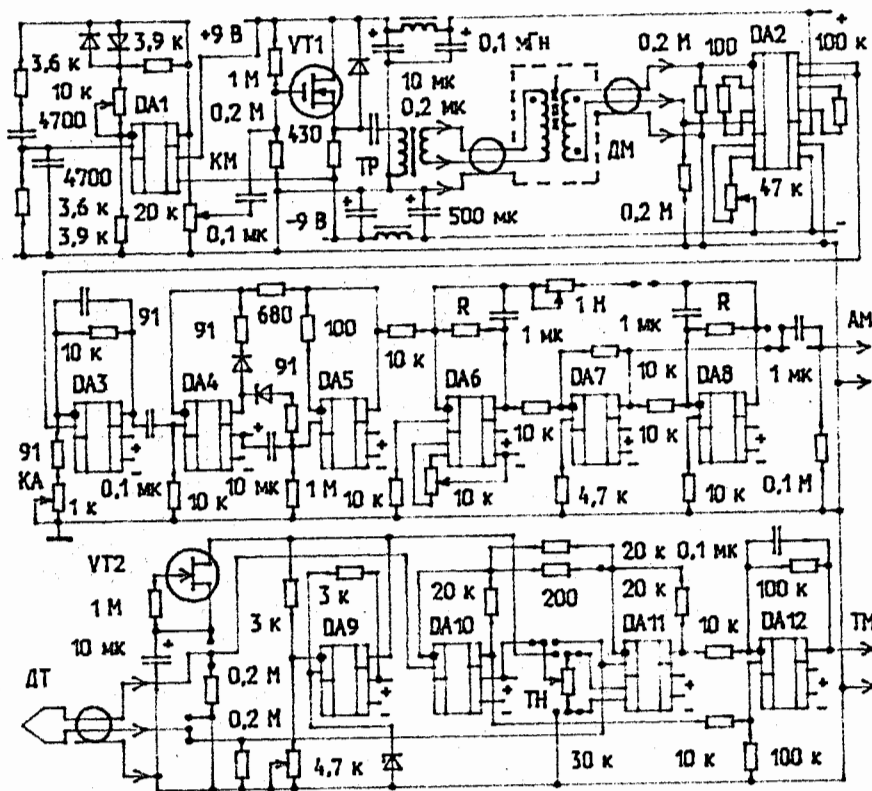 3,9 к
+9 В
VT1
0,1 мГн
DA2
3,6 к
1 М
0,2 М
100
100 к
10 к
DA1
10 мк
4700
0,2 М
0,2 мк
КМ
430
ТР
ДМ
4700
3,6 к
20 к
3,9 к
0,1 мк
-9 В
500 мк
0,2 М
47 к
91
680
91
100
R
1 М
R
АМ
10 к
91
10 к
1 мк
1 мк
DA3
DA4
DA5
DA6
DA7
10 к
DA8
1 мк
91
КА
10 к
10 к
1 к
0,1 мк
10 к
10 мк
1 М
10 к
10 к
4,7 к
10 к
0,1 М
VT2
20 к
0,1 мк
1 М
3 к
20 к
200
20 к
100 к
10 мк
3 к
DA9
DA10
DA11
10 к
DA12
ТМ
ДТ
0,2 М
ТН
0,2 М
4,7 к
30 к
10 к
100 к